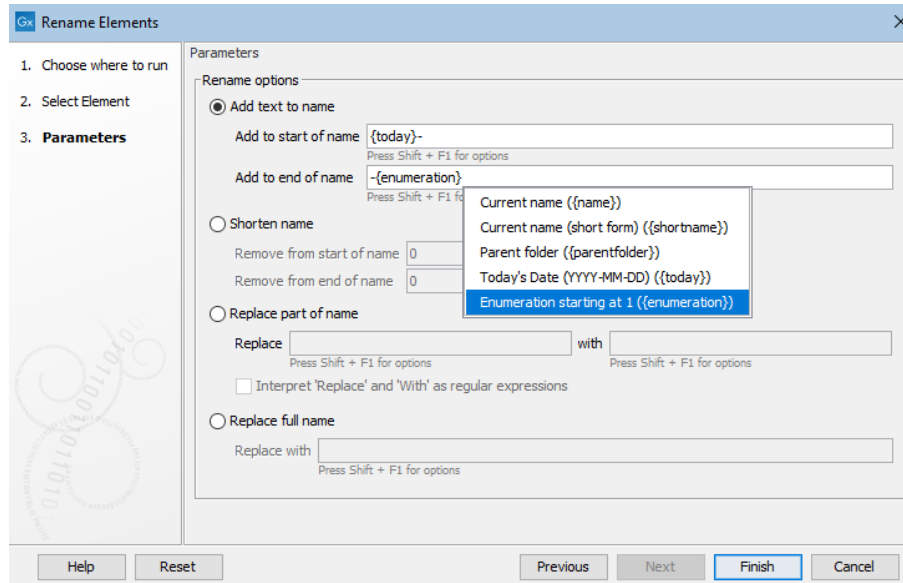 Gx Rename Elements
1. Choose where to run
2. Select Element
3. Parameters
Parameters
Rename options
Add text to name
Add to start of name {today}-
Press Shift + F1 for options
Add to end of name -{enumeration}
Press Shift + F1 fo
Current name ({name})
Current name (short form) ({shortname})
Parent folder ({parentfolder})
Today's Date (YYYY-MM-DD) ({today})
Enumeration starting at 1 ({enumeration})
Shorten name
Remove from start of name 0
Remove from end of name 0
Replace part of name
Replace with
Press Shift + F1 for options Press Shift + F1 for options
Interpret 'Replace' and 'With' as regular expressions
Replace full name
Replace with
Press Shift + F1 for options
Help Reset Previous Next Finish Cancel